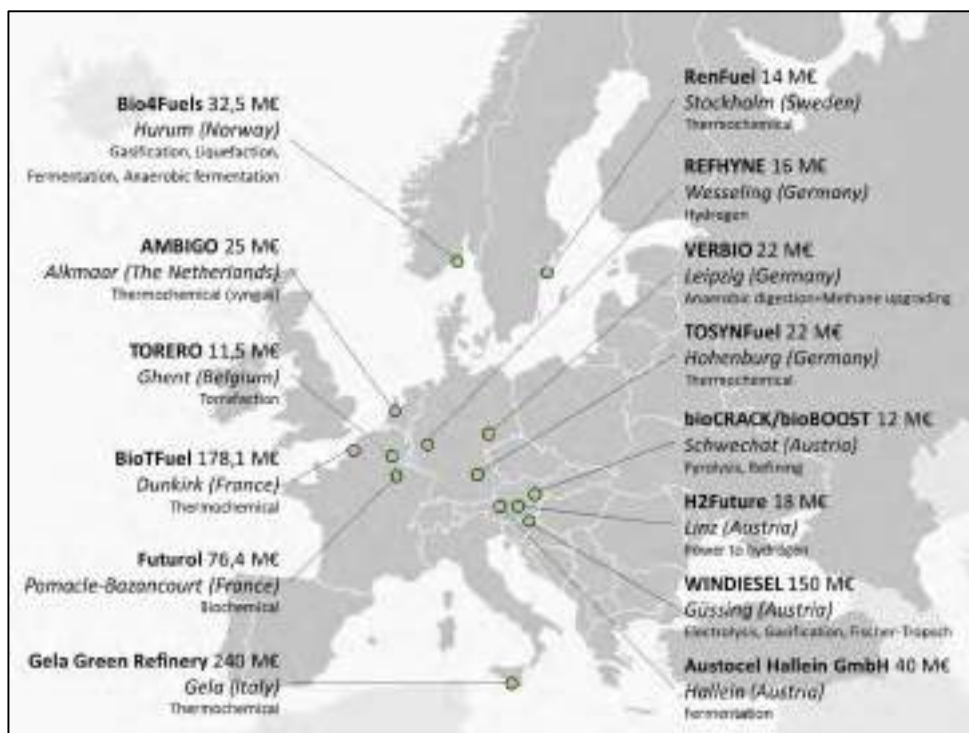 Bio4Fuels 32,5 M€
Hurum (Norway)
Gasification, Liquefaction,
Fermentation, Anaerobic fermentation
AMBIGO 25 M€
Alkmaar (The Netherlands)
Thermochemical (syngas)
TORERO 11,5 M€
Ghent (Belgium)
Torrefaction
BioTFuel 178,1 M€
Dunkirk (France)
Thermochemical
Futurol 76,4 M€
Pomacle-Bazancourt (France)
Biochemical
Gela Green Refinery 240 M€
Gela (Italy)
Thermochemical
RenFuel 14 M€
Stockholm (Sweden)
Thermochemical
REFHYNE 16 M€
Wesseling (Germany)
Hydrogen
VERBIO 22 M€
Leipzig (Germany)
Anaerobic digestion+Methane upgrading
TOSYNFuel 22 M€
Hohenburg (Germany)
Thermochemical
bioCRACK/bioBOOST 12 M€
Schwechat (Austria)
Pyrolysis, Refining
H2Future 18 M€
Linz (Austria)
Power to hydrogen
WINDIESEL 150 M€
Güssing (Austria)
Electrolysis, Gasification, Fischer-Tropsch
Austocel Hallein GmbH 40 M€
Hallein (Austria)
Fermentation